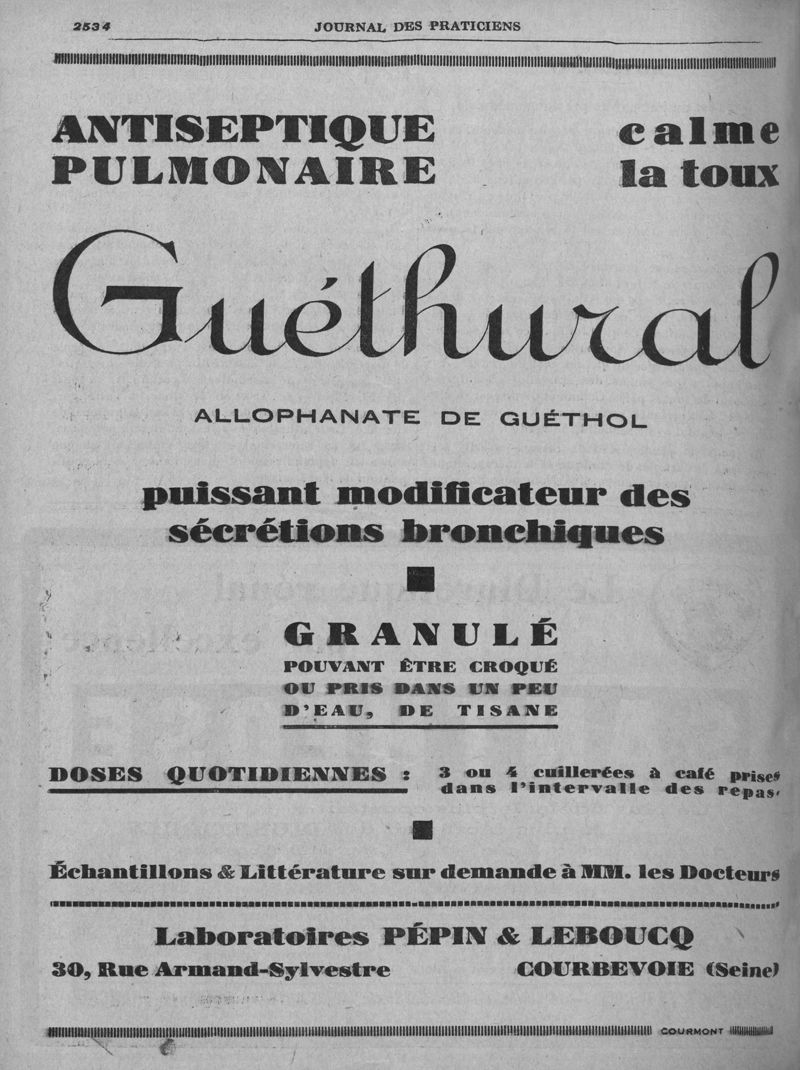 2534 JOURNAL DES PRATICIENS
ANTISEPTIQUE calme
PULMONAIRE la toux
Guéthural
ALLOPHANATE DE GUÉTHOL
puissant modificateur des
sécrétions bronchiques
GRANULÉ
POUVANT ÊTRE CROQUÉ
OU PRIS DANS UN PEU
D'EAU, DE TISANE
DOSES QUOTIDIENNES : 3 ou 4 cuillerées à café prises
dans l'intervalle des repas.
Échantillons & Littérature sur demande à MM. les Docteurs
Laboratoires PÉPIN & LEBOUCQ
30, Rue Armand-Sylvestre COURBEVOIE (Seine)
COURMONT